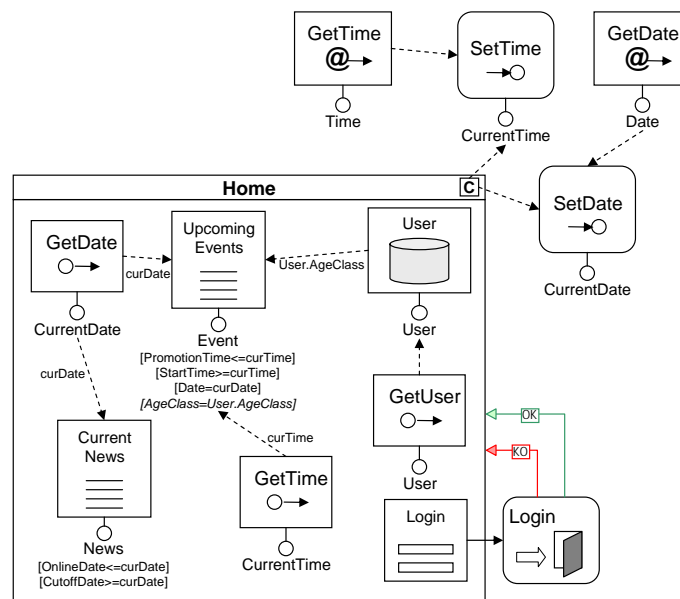 GetTime
@
Time
SetTime
CurrentTime
GetDate
@
Date
SetDate
CurrentDate
Home
C
GetDate
CurrentDate
curDate
Upcoming
Events
Event
[PromotionTime<=curTime]
[StartTime>=curTime]
[Date=curDate]
[AgeClass=User.AgeClass]
User.AgeClass
User
User
curDate
GetUser
User
Current
News
News
[OnlineDate<=curDate]
[CutoffDate>=curDate]
curTime
GetTime
CurrentTime
Login
Login
OK
KO